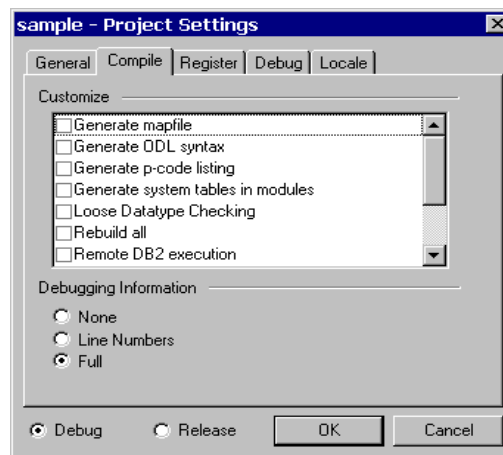 sample - Project Settings
General Compile Register Debug Locale
Customize
Generate mapfile
Generate ODL syntax
Generate p-code listing
Generate system tables in modules
Loose Datatype Checking
Rebuild all
Remote DB2 execution
Debugging Information
None
Line Numbers
Full
Debug Release OK Cancel